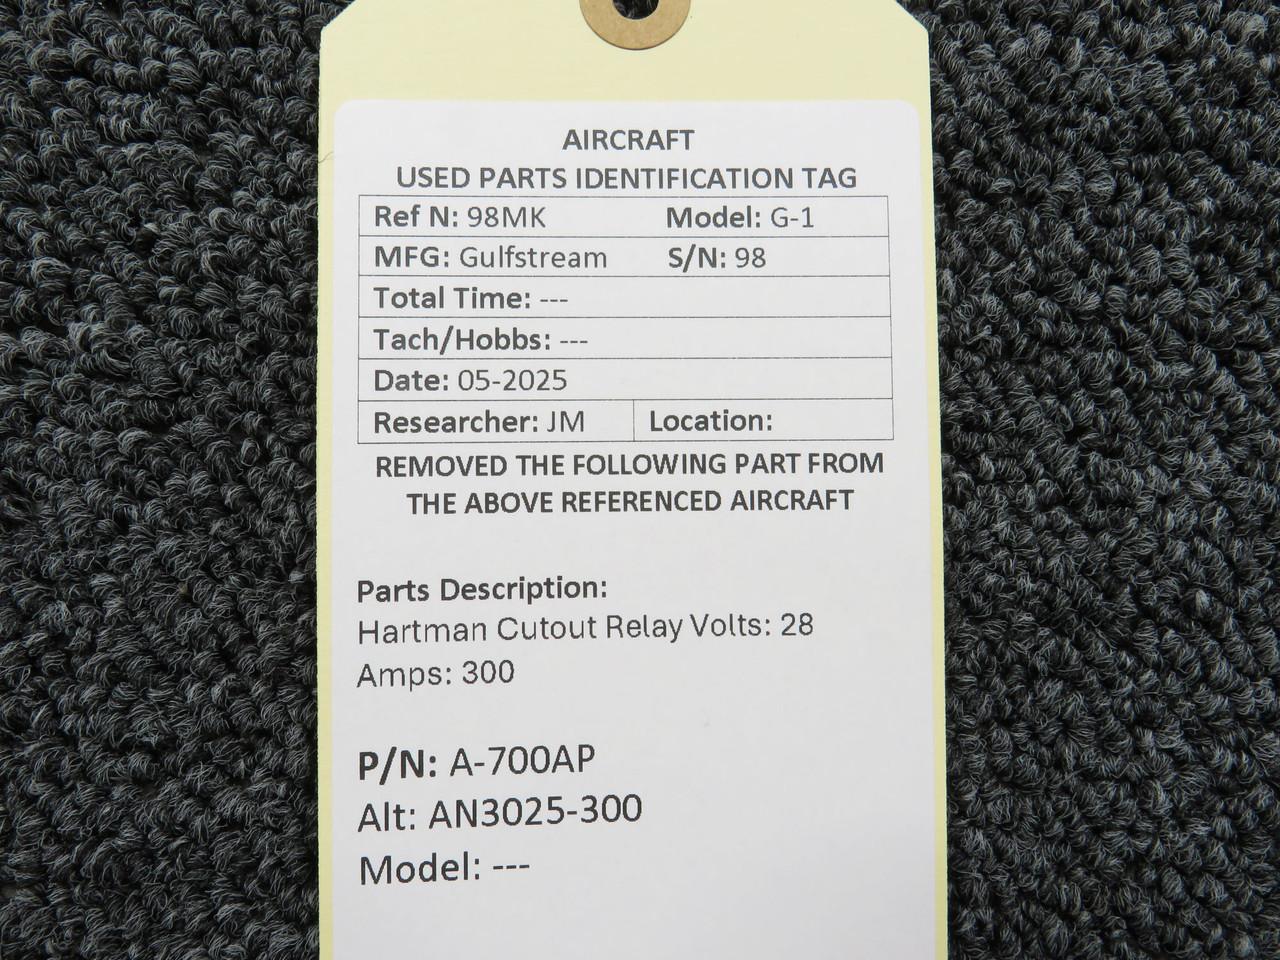 AIRCRAFT
USED PARTS IDENTIFICATION TAG
Ref N: 98MK Model: G-1
MFG: Gulfstream S/N: 98
Total Time: ---
Tach/Hobbs: ---
Date: 05-2025
Researcher: JM Location:
REMOVED THE FOLLOWING PART FROM
THE ABOVE REFERENCED AIRCRAFT
Parts Description:
Hartman Cutout Relay Volts: 28
Amps: 300
P/N: A-700AP
Alt: AN3025-300
Model: ---